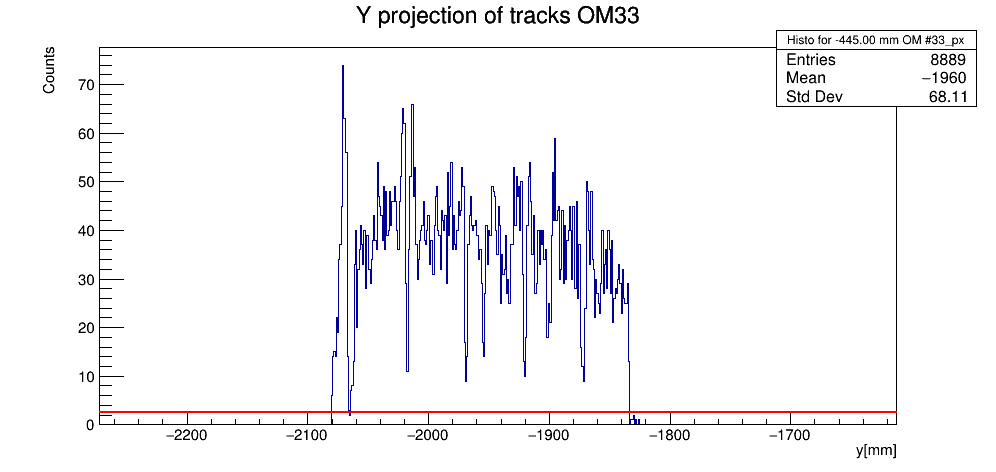 Y projection of tracks OM33
Histo for -445.00 mm OM #33_px
Entries 8889
Mean −1960
Std Dev 68.11
Counts
70
60
50
40
30
20
10
0
−2200 −2100 −2000 −1900 −1800 −1700
y[mm]